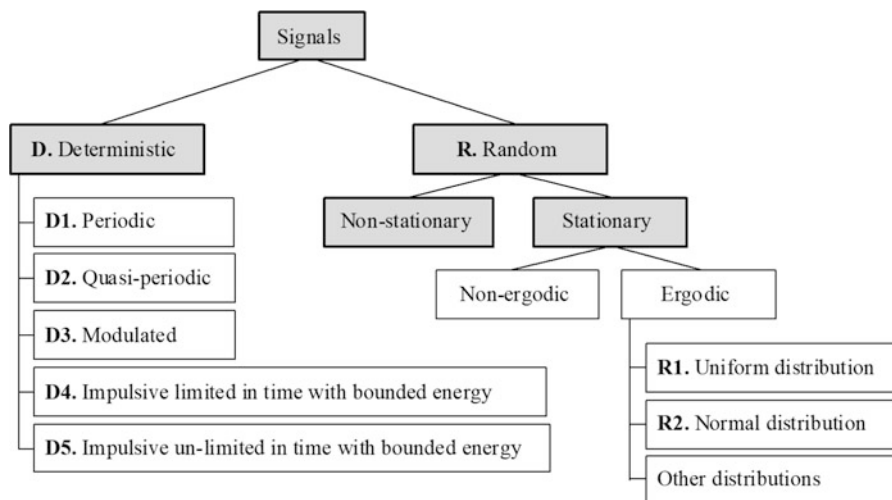 Signals
D. Deterministic
R. Random
D1. Periodic
Non-stationary
Stationary
D2. Quasi-periodic
Non-ergodic
Ergodic
D3. Modulated
R1. Uniform distribution
D4. Impulsive limited in time with bounded energy
R2. Normal distribution
D5. Impulsive un-limited in time with bounded energy
Other distributions